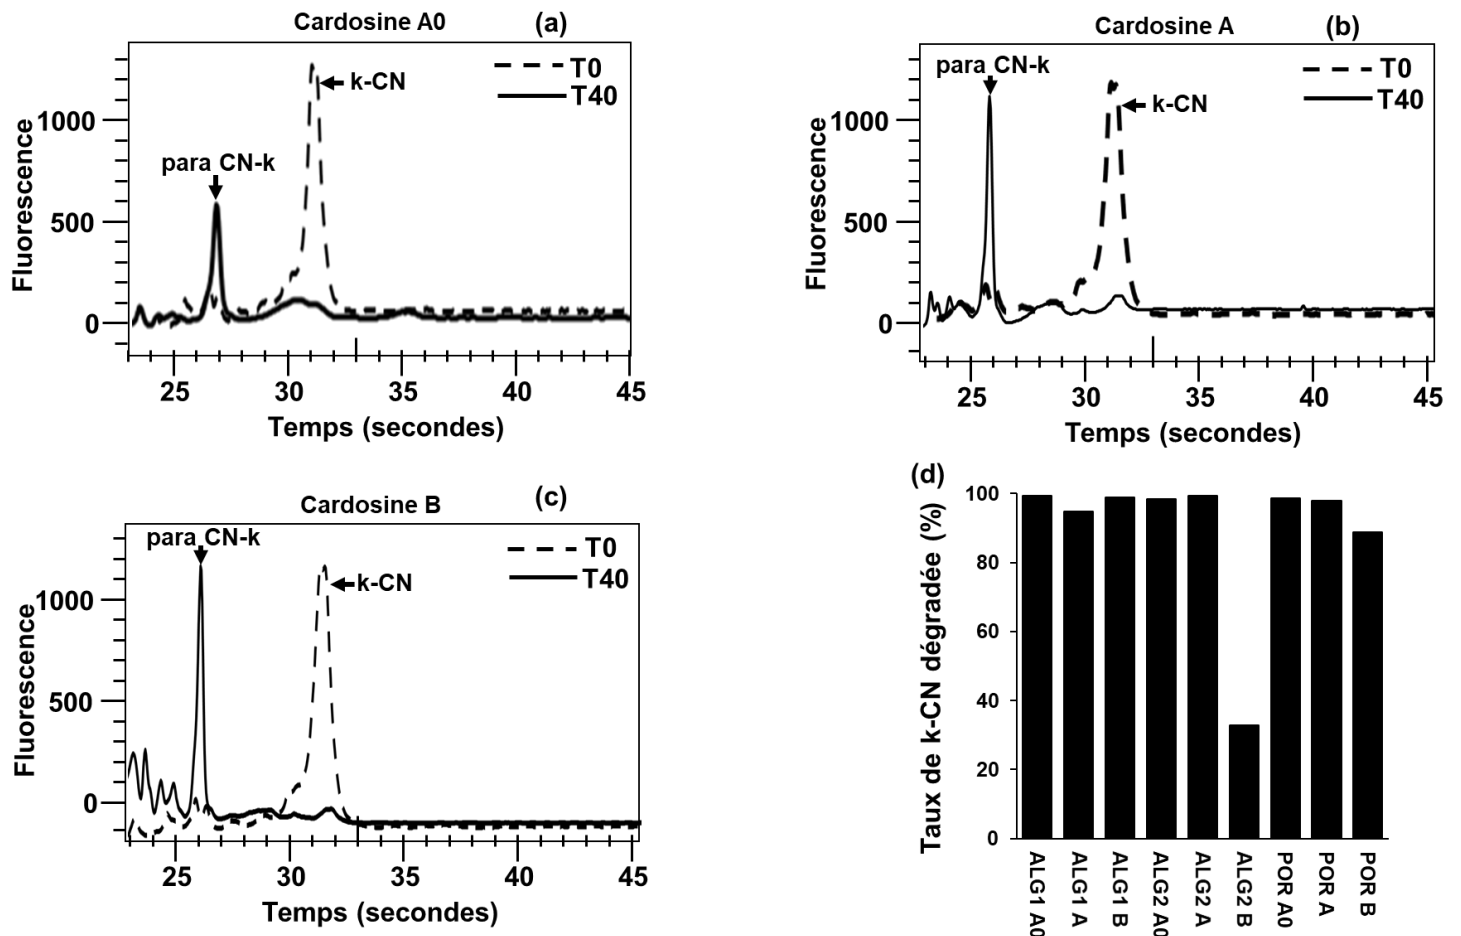 Cardosine A0
(a)
T0
T40
k-CN
para CN-k
Fluorescence
1000
500
0
25
30
35
40
45
Temps (secondes)
Cardosine A
(b)
T0
T40
para CN-k
k-CN
Fluorescence
1000
500
0
25
30
35
40
45
Temps (secondes)
Cardosine B
(c)
T0
T40
para CN-k
k-CN
Fluorescence
1000
500
0
25
30
35
40
45
Temps (secondes)
(d)
Taux de k-CN dégradée (%)
100
80
60
40
20
0
ALG1 A0
ALG1 A
ALG1 B
ALG2 A0
ALG2 A
ALG2 B
POR A0
POR A
POR B